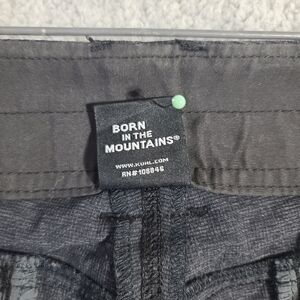 BORN
IN THE
MOUNTAINS®
WWW.KUHL.COM
RN#108846